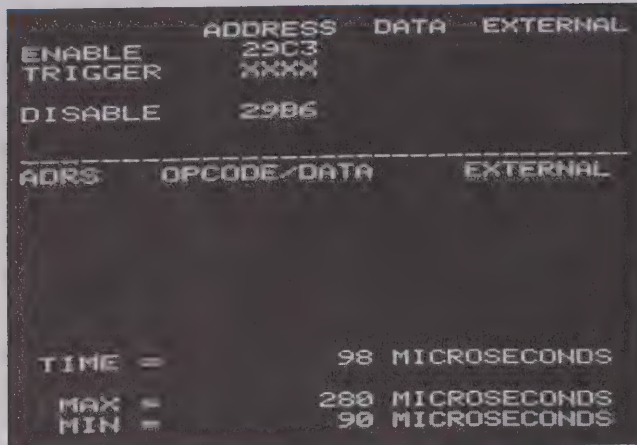 ADDRESS DATA EXTERNAL
ENABLE 29C3
TRIGGER XXXX
DISABLE 29B6
ADRS OPCODE/DATA EXTERNAL
TIME = 98 MICROSECONDS
MAX = 280 MICROSECONDS
MIN = 90 MICROSECONDS